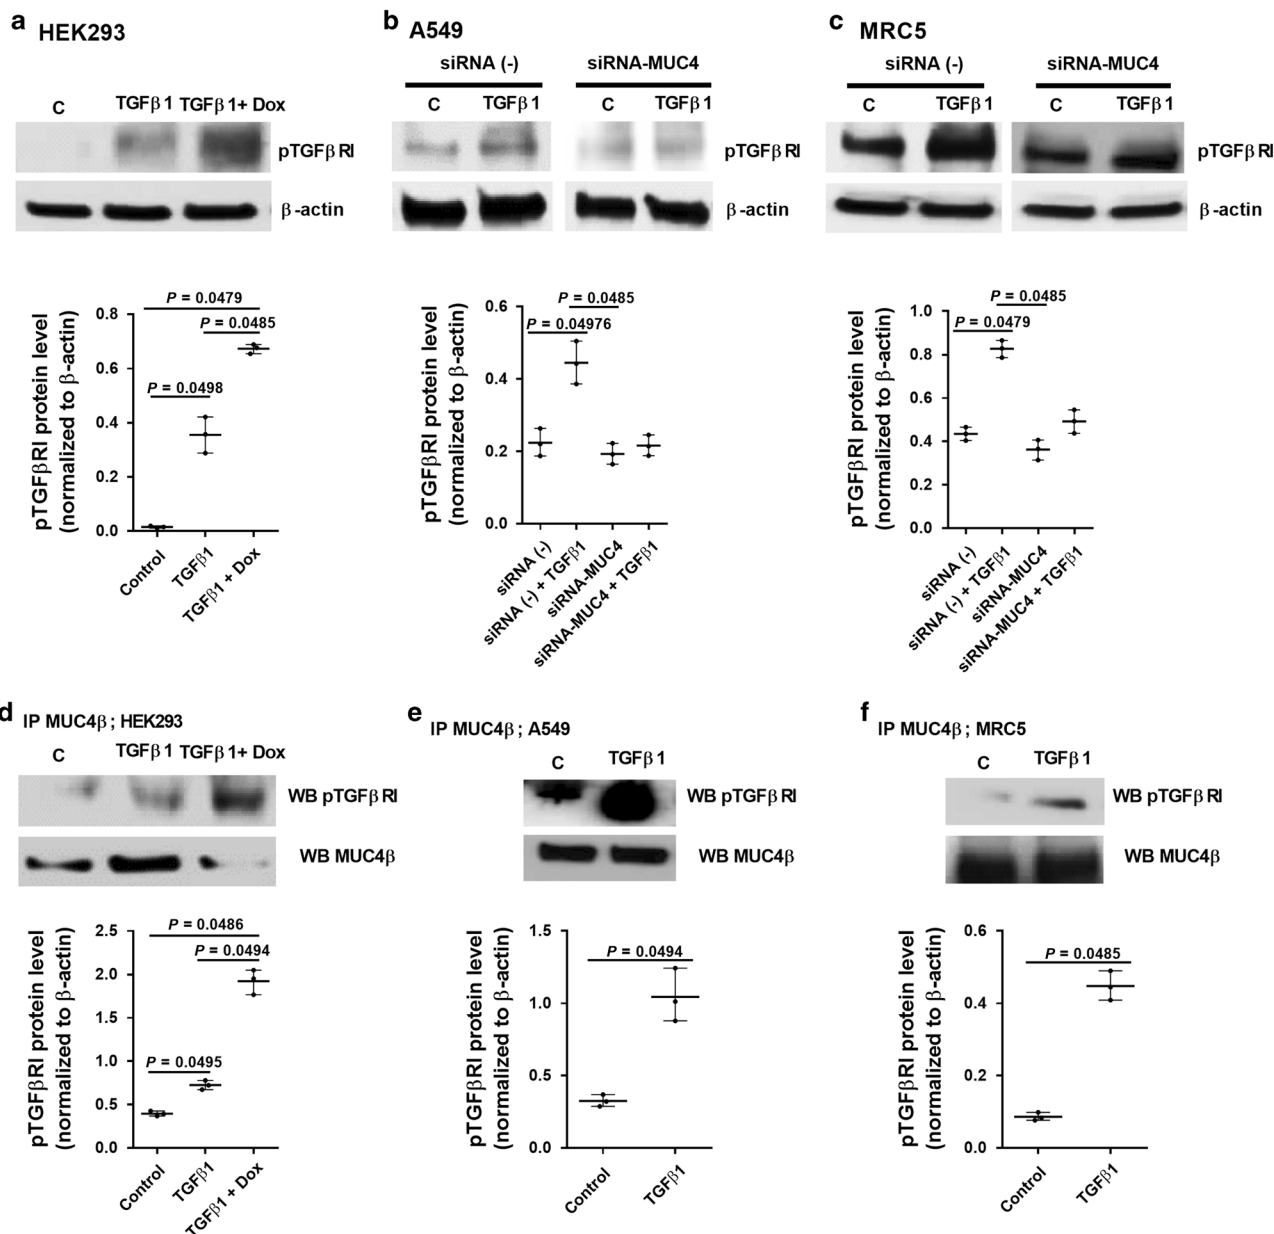 a HEK293
C TGFβ1 TGFβ1+ Dox
pTGFβRI
β-actin
pTGFβRI protein level
(normalized to β-actin)
P = 0.0479
P = 0.0485
P = 0.0498
0.8
0.6
0.4
0.2
0.0
Control
TGFβ1
TGFβ1 + Dox
b A549
siRNA (-) siRNA-MUC4
C TGFβ1 C TGFβ1
pTGFβRI
β-actin
pTGFβRI protein level
(normalized to β-actin)
P = 0.0485
P = 0.04976
0.6
0.4
0.2
0.0
siRNA (-)
siRNA (-) + TGFβ1
siRNA-MUC4
siRNA-MUC4 + TGFβ1
c MRC5
siRNA (-) siRNA-MUC4
C TGFβ1 C TGFβ1
pTGFβRI
β-actin
pTGFβRI protein level
(normalized to β-actin)
P = 0.0485
P = 0.0479
1.0
0.8
0.6
0.4
0.2
0.0
siRNA (-)
siRNA (-) + TGFβ1
siRNA-MUC4
siRNA-MUC4 + TGFβ1
d IP MUC4β; HEK293
C TGFβ1 TGFβ1+ Dox
WB pTGFβRI
WB MUC4β
pTGFβRI protein level
(normalized to β-actin)
P = 0.0486
P = 0.0494
P = 0.0495
2.5
2.0
1.5
1.0
0.5
0.0
Control
TGFβ1
TGFβ1 + Dox
e IP MUC4β; A549
C TGFβ1
WB pTGFβRI
WB MUC4β
pTGFβRI protein level
(normalized to β-actin)
P = 0.0494
1.5
1.0
0.5
0.0
Control
TGFβ1
f IP MUC4β; MRC5
C TGFβ1
WB pTGFβRI
WB MUC4β
pTGFβRI protein level
(normalized to β-actin)
P = 0.0485
0.6
0.4
0.2
0.0
Control
TGFβ1